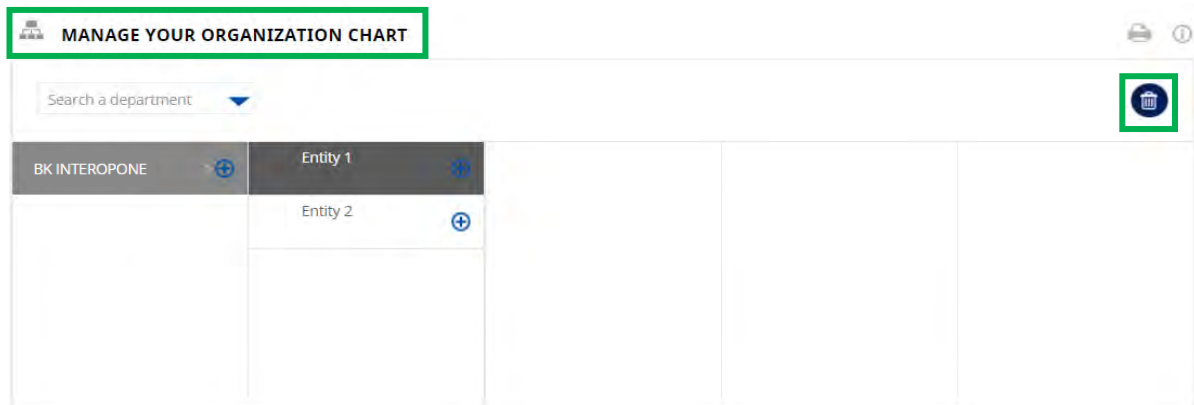 MANAGE YOUR ORGANIZATION CHART
Search a department
BK INTEROPONE
Entity 1
Entity 2